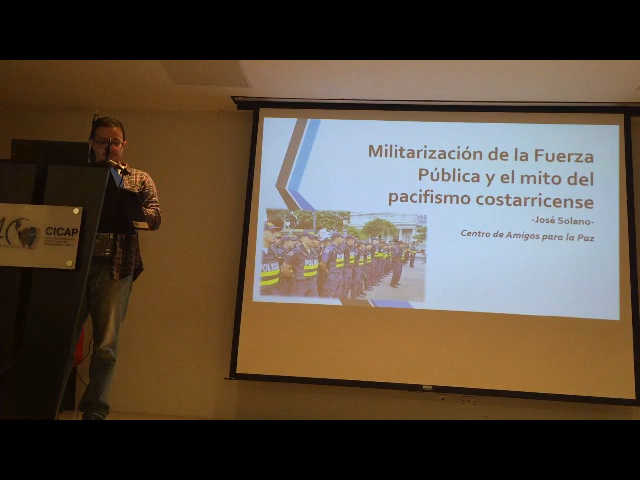 Militarización de la Fuerza
Pública y el mito del
pacifismo costarricense
-José Solano-
Centro de Amigos para la Paz
CICAP
POLICIA